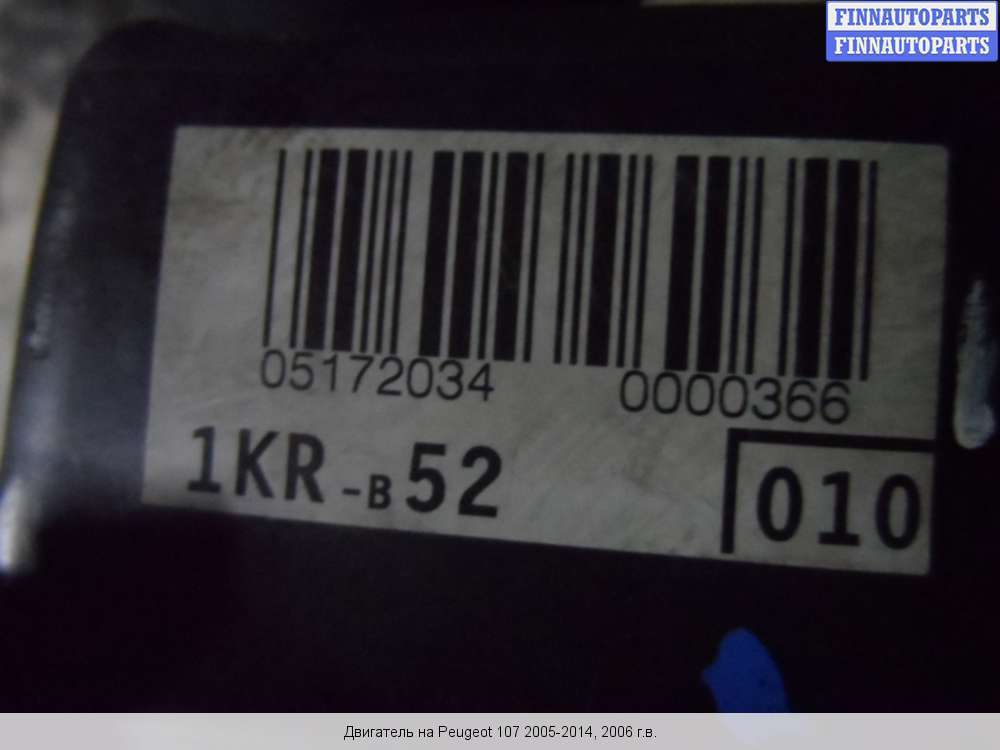 FINNAUTOPARTS
FINNAUTOPARTS
05172034 0000366
1KR-B52 010
Двигатель на Peugeot 107 2005-2014, 2006 г.в.